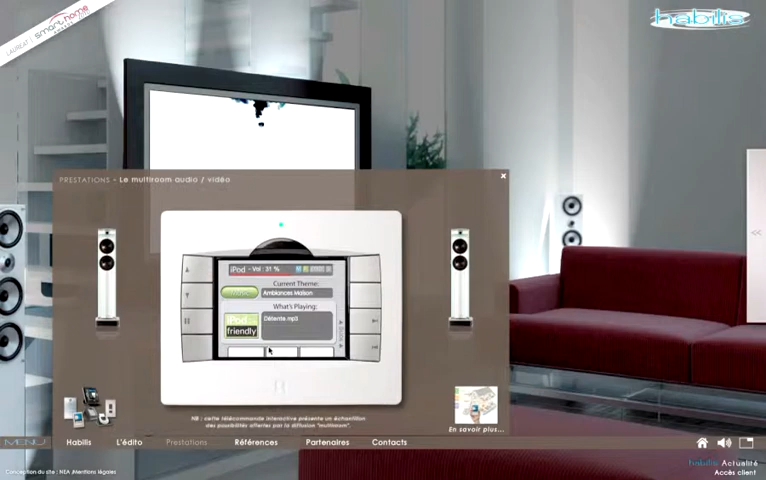 LAUREAT smart home
habilis
PRESTATIONS - Le multiroom audio / vidéo
iPod - Vol : 31 %
Current Theme:
Ambiances Maison
What's Playing:
Détente.mp3
iPod
friendly
NB : cette télécommande interactive présente un échantillon
des possibilités offertes par la diffusion "multiroom".
En savoir plus...
MENU
Habilis
L'édito
Prestations
Références
Partenaires
Contacts
habilis Actualité
Conception du site : NEA /Mentions légales
Accès client